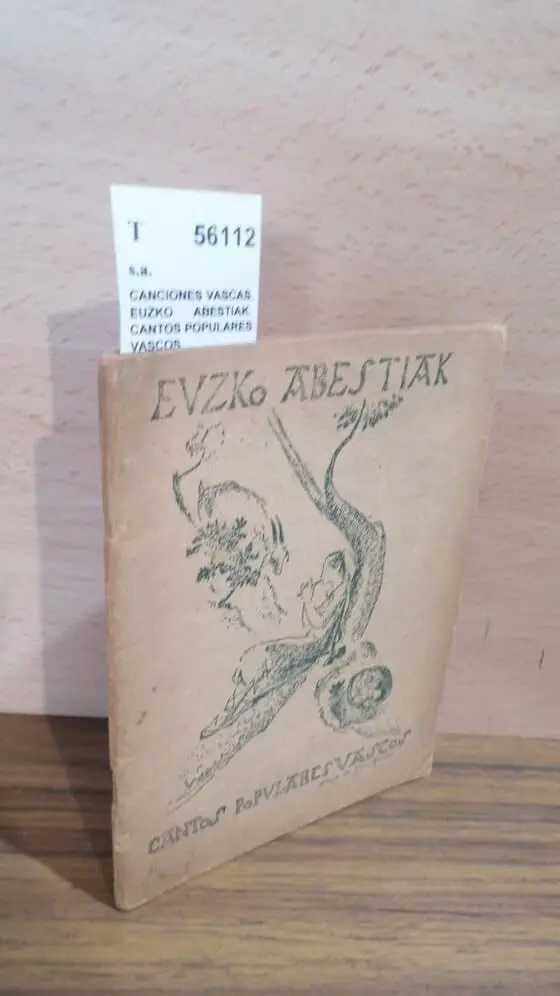 T 56112
s.a.
CANCIONES VASCAS.
EUZKO ABESTIAK.
CANTOS POPULARES
VASCOS
EVZKo ABESTIAK
CANTOS POPVLARES VASCOS